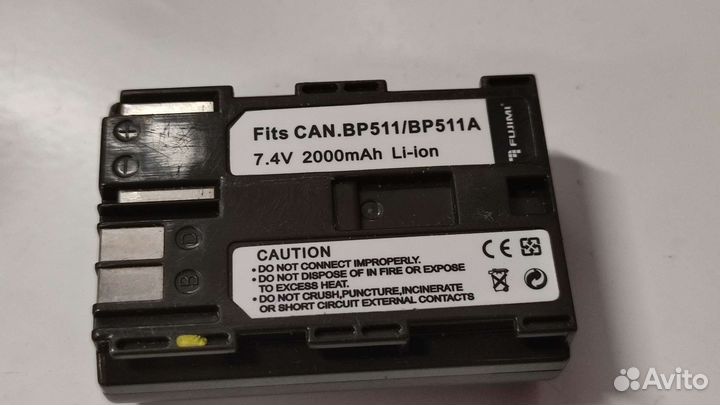 Fits CAN.BP511/BP511A
7.4V 2000mAh Li-ion
FUJIMI
+
−
D
B
CAUTION
• DO NOT CONNECT IMPROPERLY
• DO NOT DISPOSE OF IN FIRE OR EXPOSE
TO EXCESS HEAT.
• DO NOT CRUSH,PUNCTURE,INCINERATE
OR SHORT CIRCUIT EXTERNAL CONTACTS
CE
Avito